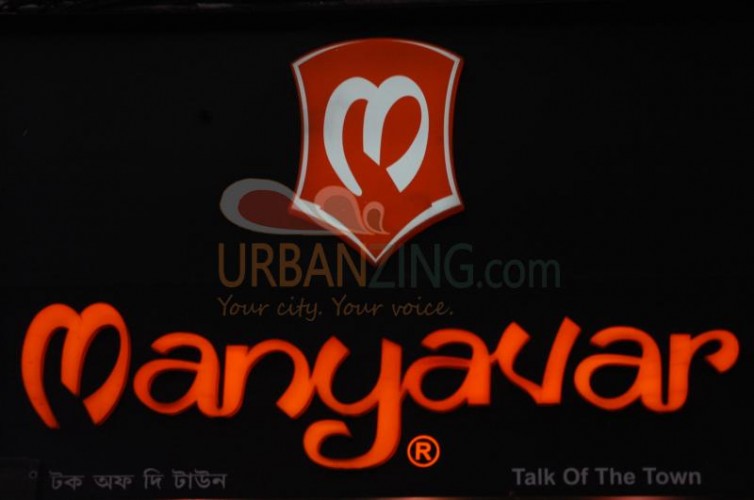 m
URBANZING.com
Your city. Your voice.
manyavar
®
টক অফ দি টাউন
Talk Of The Town